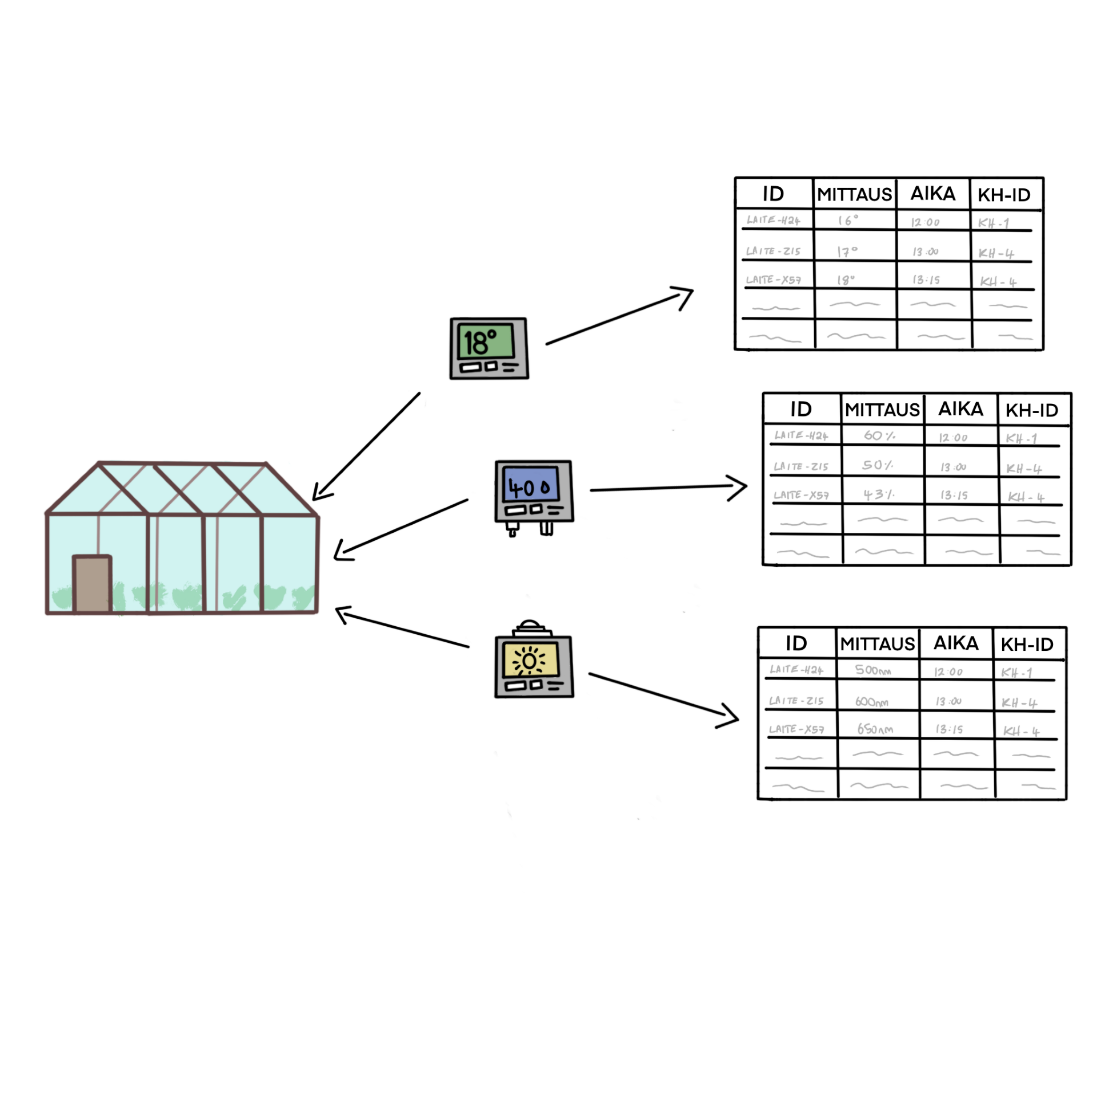 ID MITTAUS AIKA KH-ID
LAITE-H24 16° 12 00 KH-1
LAITE-Z15 17° 13.00 KH-4
LAITE-X57 18° 13.15 KH-4
18°
ID MITTAUS AIKA KH-ID
LAITE-H24 60% 12 00 KH-1
LAITE-Z15 50% 13.00 KH-4
LAITE-X57 43% 13.15 KH-4
400
ID MITTAUS AIKA KH-ID
LAITE-H24 500nm 12 00 KH-1
LAITE-Z15 600nm 13.00 KH-4
LAITE-X57 650nm 13.15 KH-4